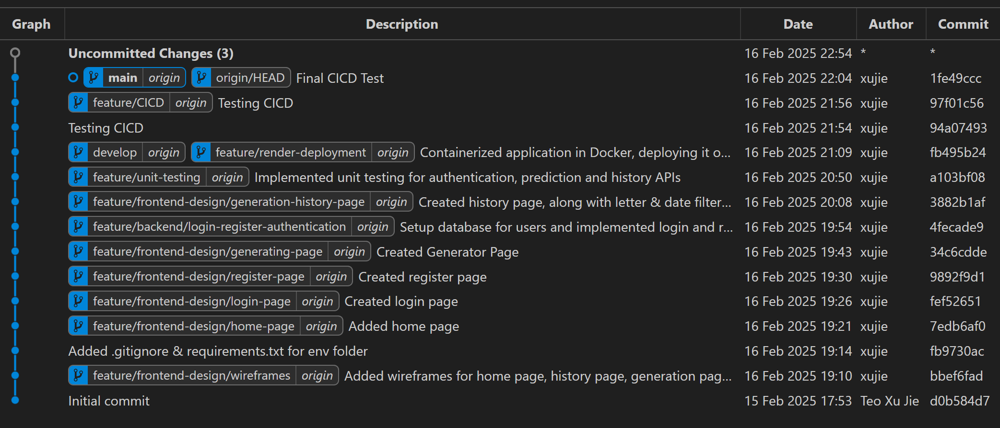 Graph Description Date Author Commit
Uncommitted Changes (3) 16 Feb 2025 22:54 * *
main origin origin/HEAD Final CICD Test 16 Feb 2025 22:04 xujie 1fe49ccc
feature/CICD origin Testing CICD 16 Feb 2025 21:56 xujie 97f01c56
Testing CICD 16 Feb 2025 21:54 xujie 94a07493
develop origin feature/render-deployment origin Containerized application in Docker, deploying it o... 16 Feb 2025 21:09 xujie fb495b24
feature/unit-testing origin Implemented unit testing for authentication, prediction and history APIs 16 Feb 2025 20:50 xujie a103bf08
feature/frontend-design/generation-history-page origin Created history page, along with letter & date filter... 16 Feb 2025 20:08 xujie 3882b1af
feature/backend/login-register-authentication origin Setup database for users and implemented login and r... 16 Feb 2025 19:54 xujie 4fecade9
feature/frontend-design/generating-page origin Created Generator Page 16 Feb 2025 19:43 xujie 34c6cdde
feature/frontend-design/register-page origin Created register page 16 Feb 2025 19:30 xujie 9892f9d1
feature/frontend-design/login-page origin Created login page 16 Feb 2025 19:26 xujie fef52651
feature/frontend-design/home-page origin Added home page 16 Feb 2025 19:21 xujie 7edb6af0
Added .gitignore & requirements.txt for env folder 16 Feb 2025 19:14 xujie fb9730ac
feature/frontend-design/wireframes origin Added wireframes for home page, history page, generation pag... 16 Feb 2025 19:10 xujie bbef6fad
Initial commit 15 Feb 2025 17:53 Teo Xu Jie d0b584d7